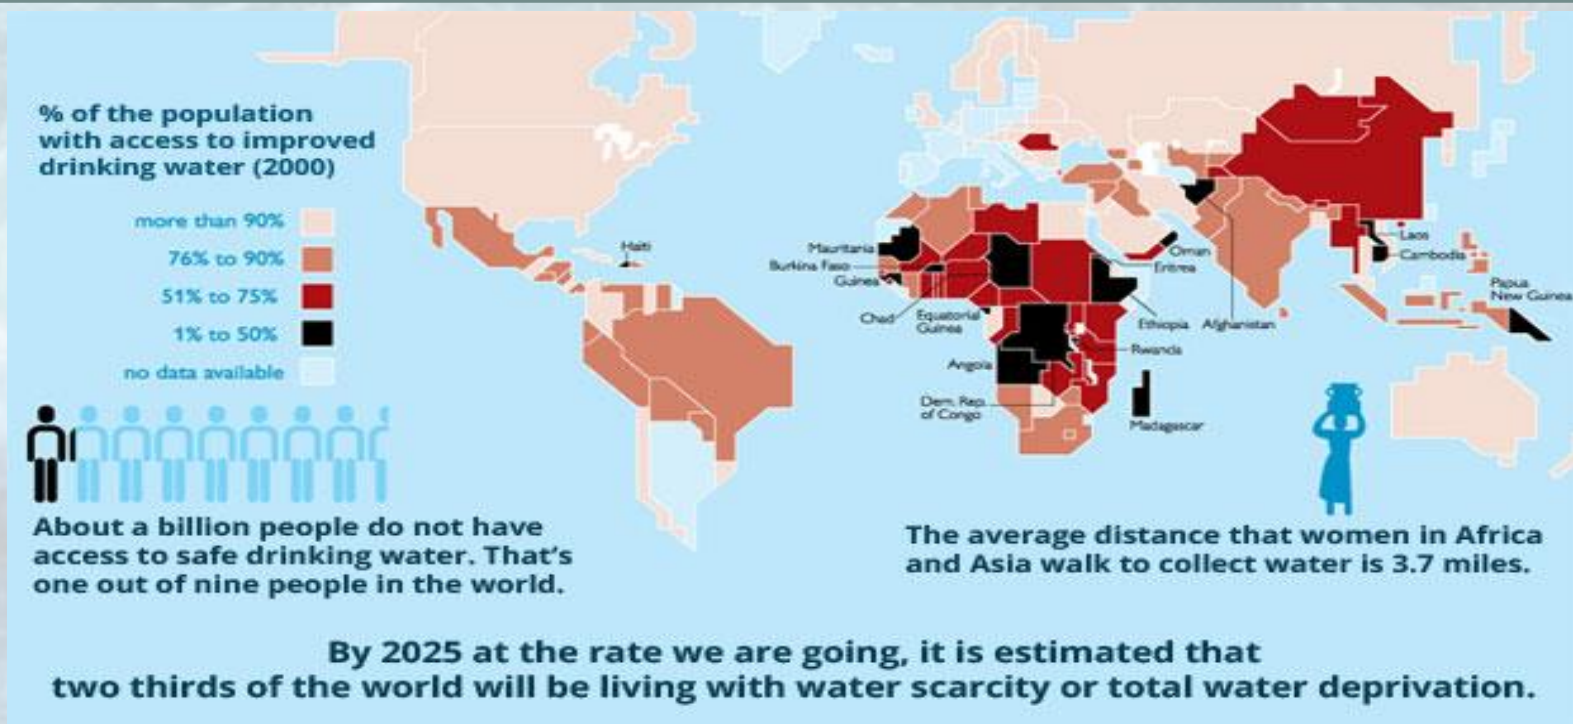 % of the population
with access to improved
drinking water (2000)
more than 90%
76% to 90%
51% to 75%
1% to 50%
no data available
Haiti
Mauritania
Burkina Faso
Guinea
Chad
Equatorial
Guinea
Angola
Dem. Rep.
of Congo
Oman
Eritrea
Ethiopia
Afghanistan
Rwanda
Madagascar
Laos
Cambodia
Papua
New Guinea
About a billion people do not have
access to safe drinking water. That's
one out of nine people in the world.
The average distance that women in Africa
and Asia walk to collect water is 3.7 miles.
By 2025 at the rate we are going, it is estimated that
two thirds of the world will be living with water scarcity or total water deprivation.